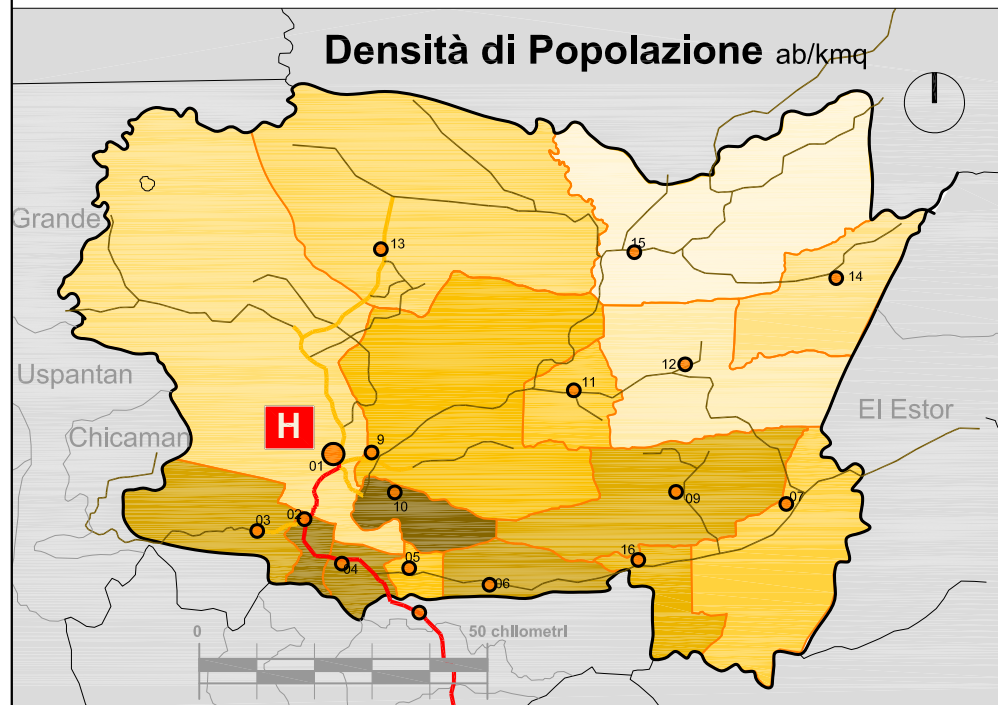 Densità di Popolazione ab/kmq
Grande
13
15
14
Uspantan
12
11
El Estor
Chicaman
H
9
01
10
09
07
02
03
04
05
16
06
0
50 chilometri